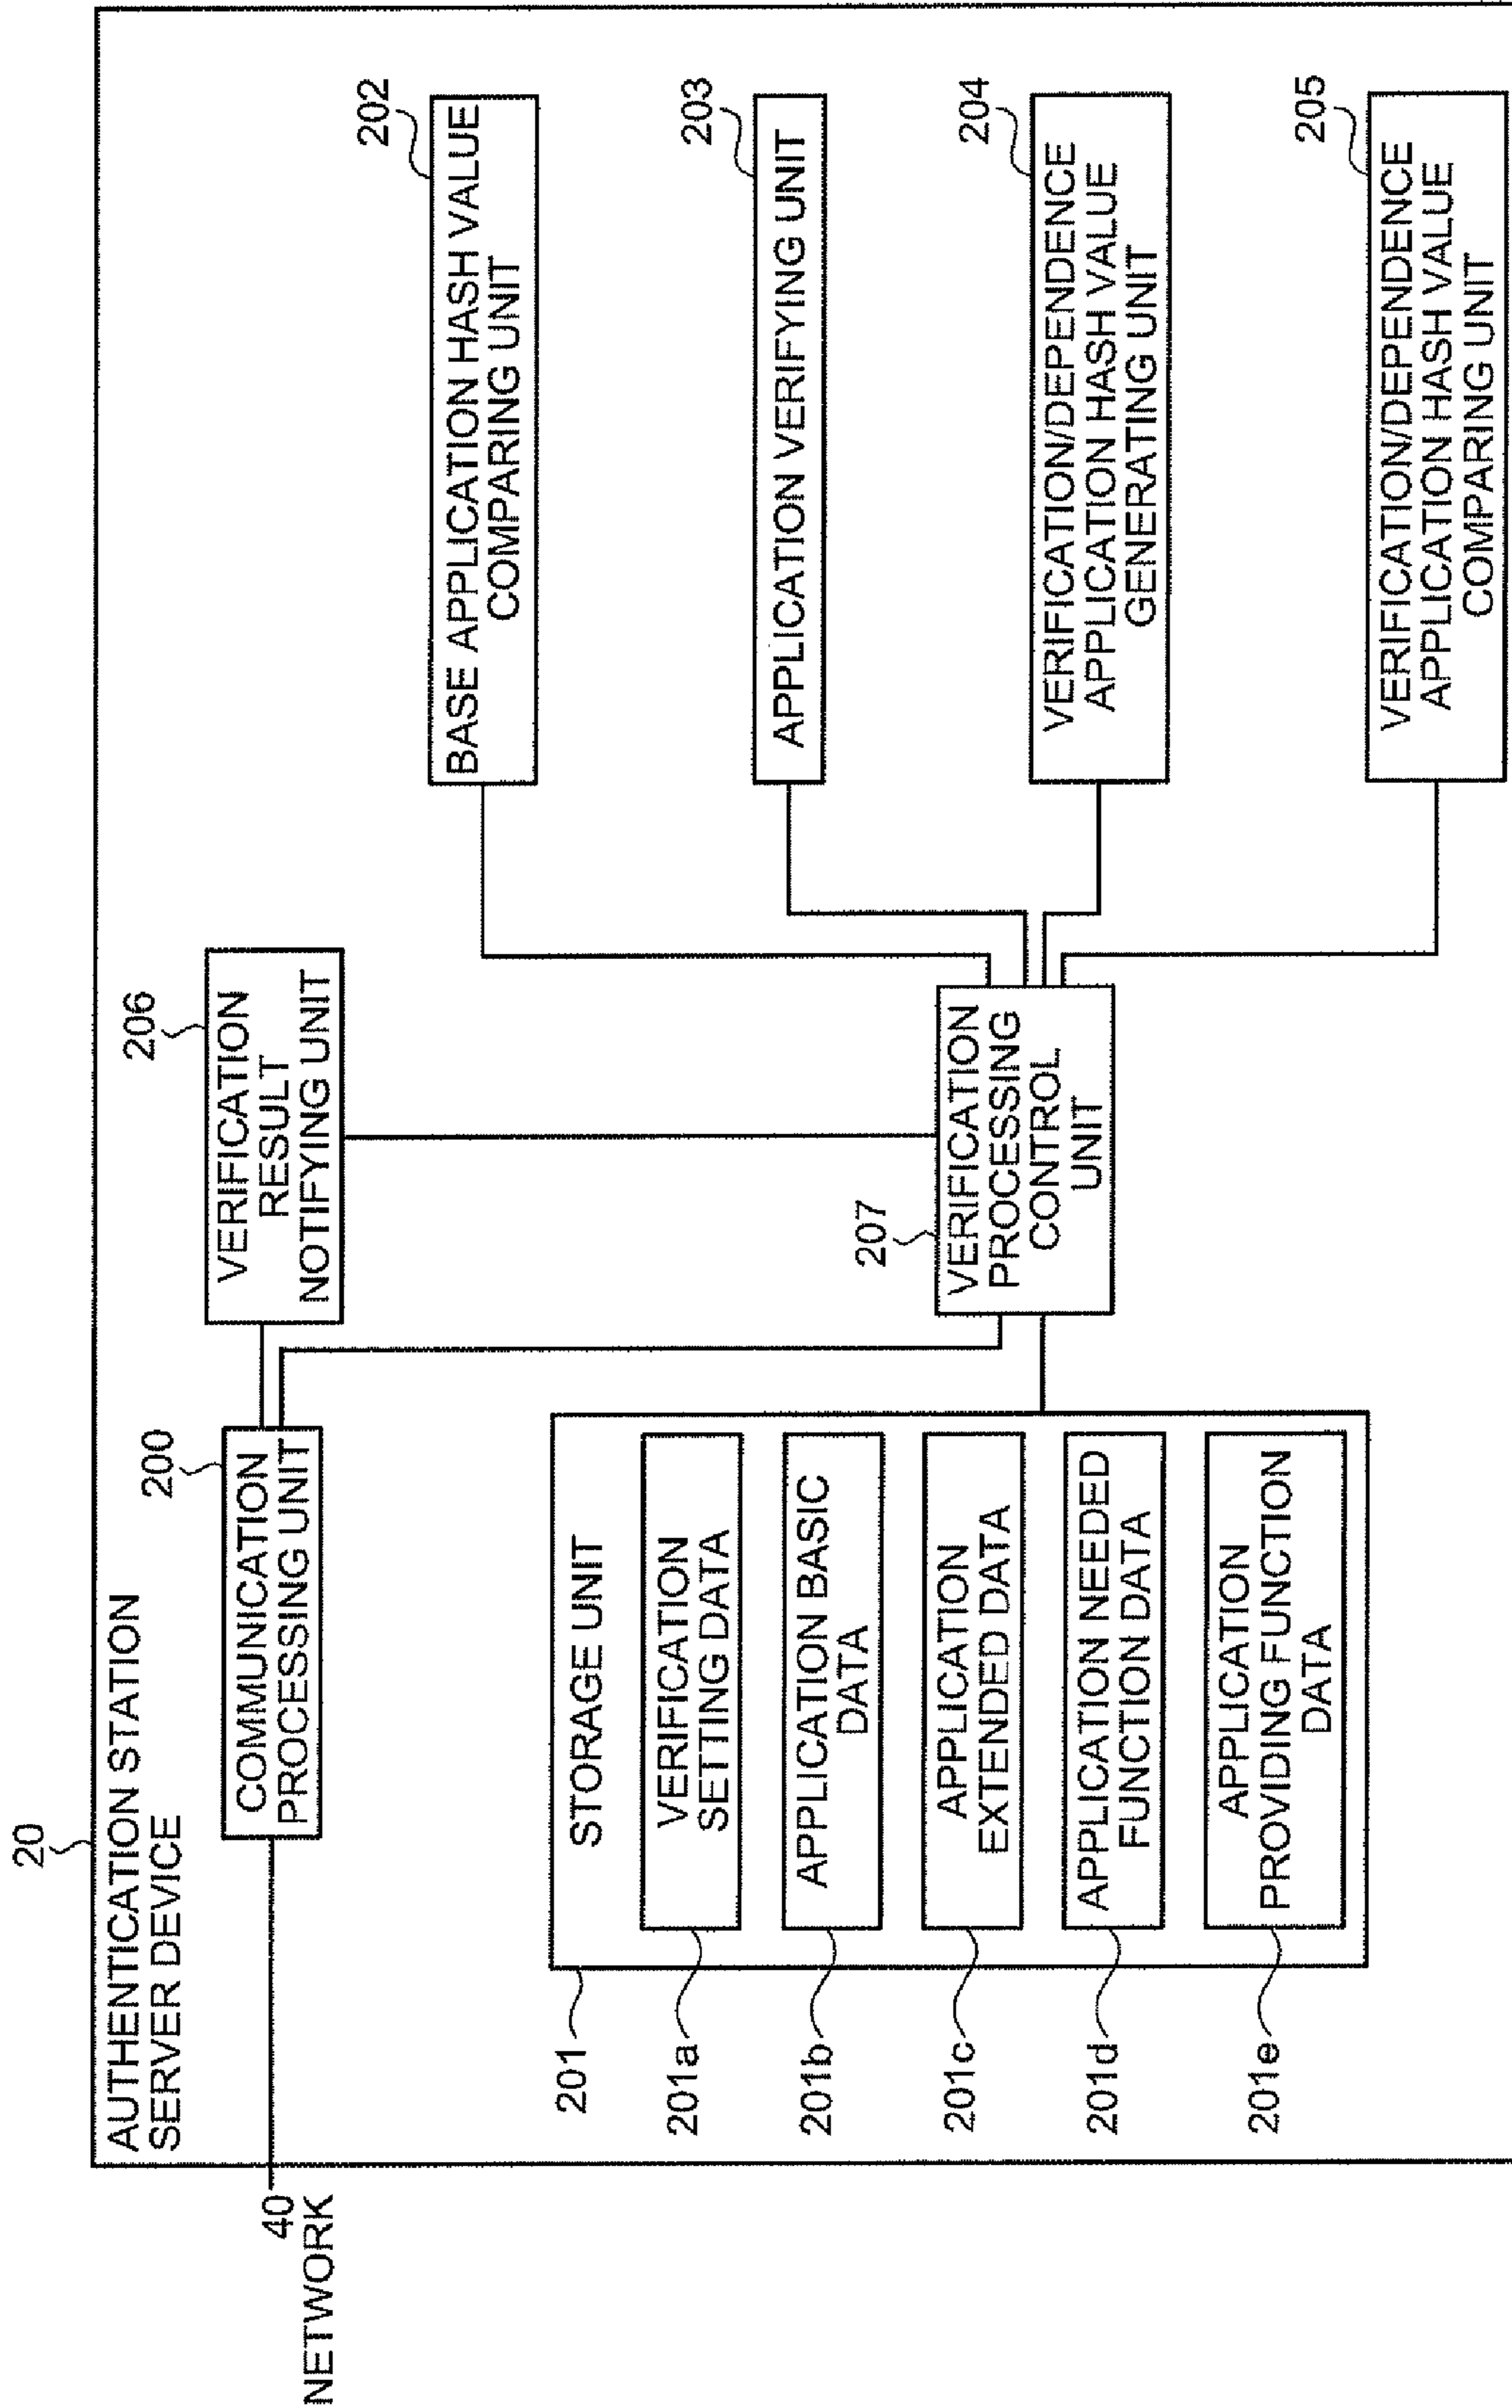 20
AUTHENTICATION STATION
SERVER DEVICE
40
NETWORK
200
COMMUNICATION
PROCESSING UNIT
206
VERIFICATION
RESULT
NOTIFYING UNIT
201
STORAGE UNIT
201a
VERIFICATION
SETTING DATA
201b
APPLICATION BASIC
DATA
201c
APPLICATION
EXTENDED DATA
201d
APPLICATION NEEDED
FUNCTION DATA
201e
APPLICATION
PROVIDING FUNCTION
DATA
207
VERIFICATION
PROCESSING
CONTROL
UNIT
202
BASE APPLICATION HASH VALUE
COMPARING UNIT
203
APPLICATION VERIFYING UNIT
204
VERIFICATION/DEPENDENCE
APPLICATION HASH VALUE
GENERATING UNIT
205
VERIFICATION/DEPENDENCE
APPLICATION HASH VALUE
COMPARING UNIT